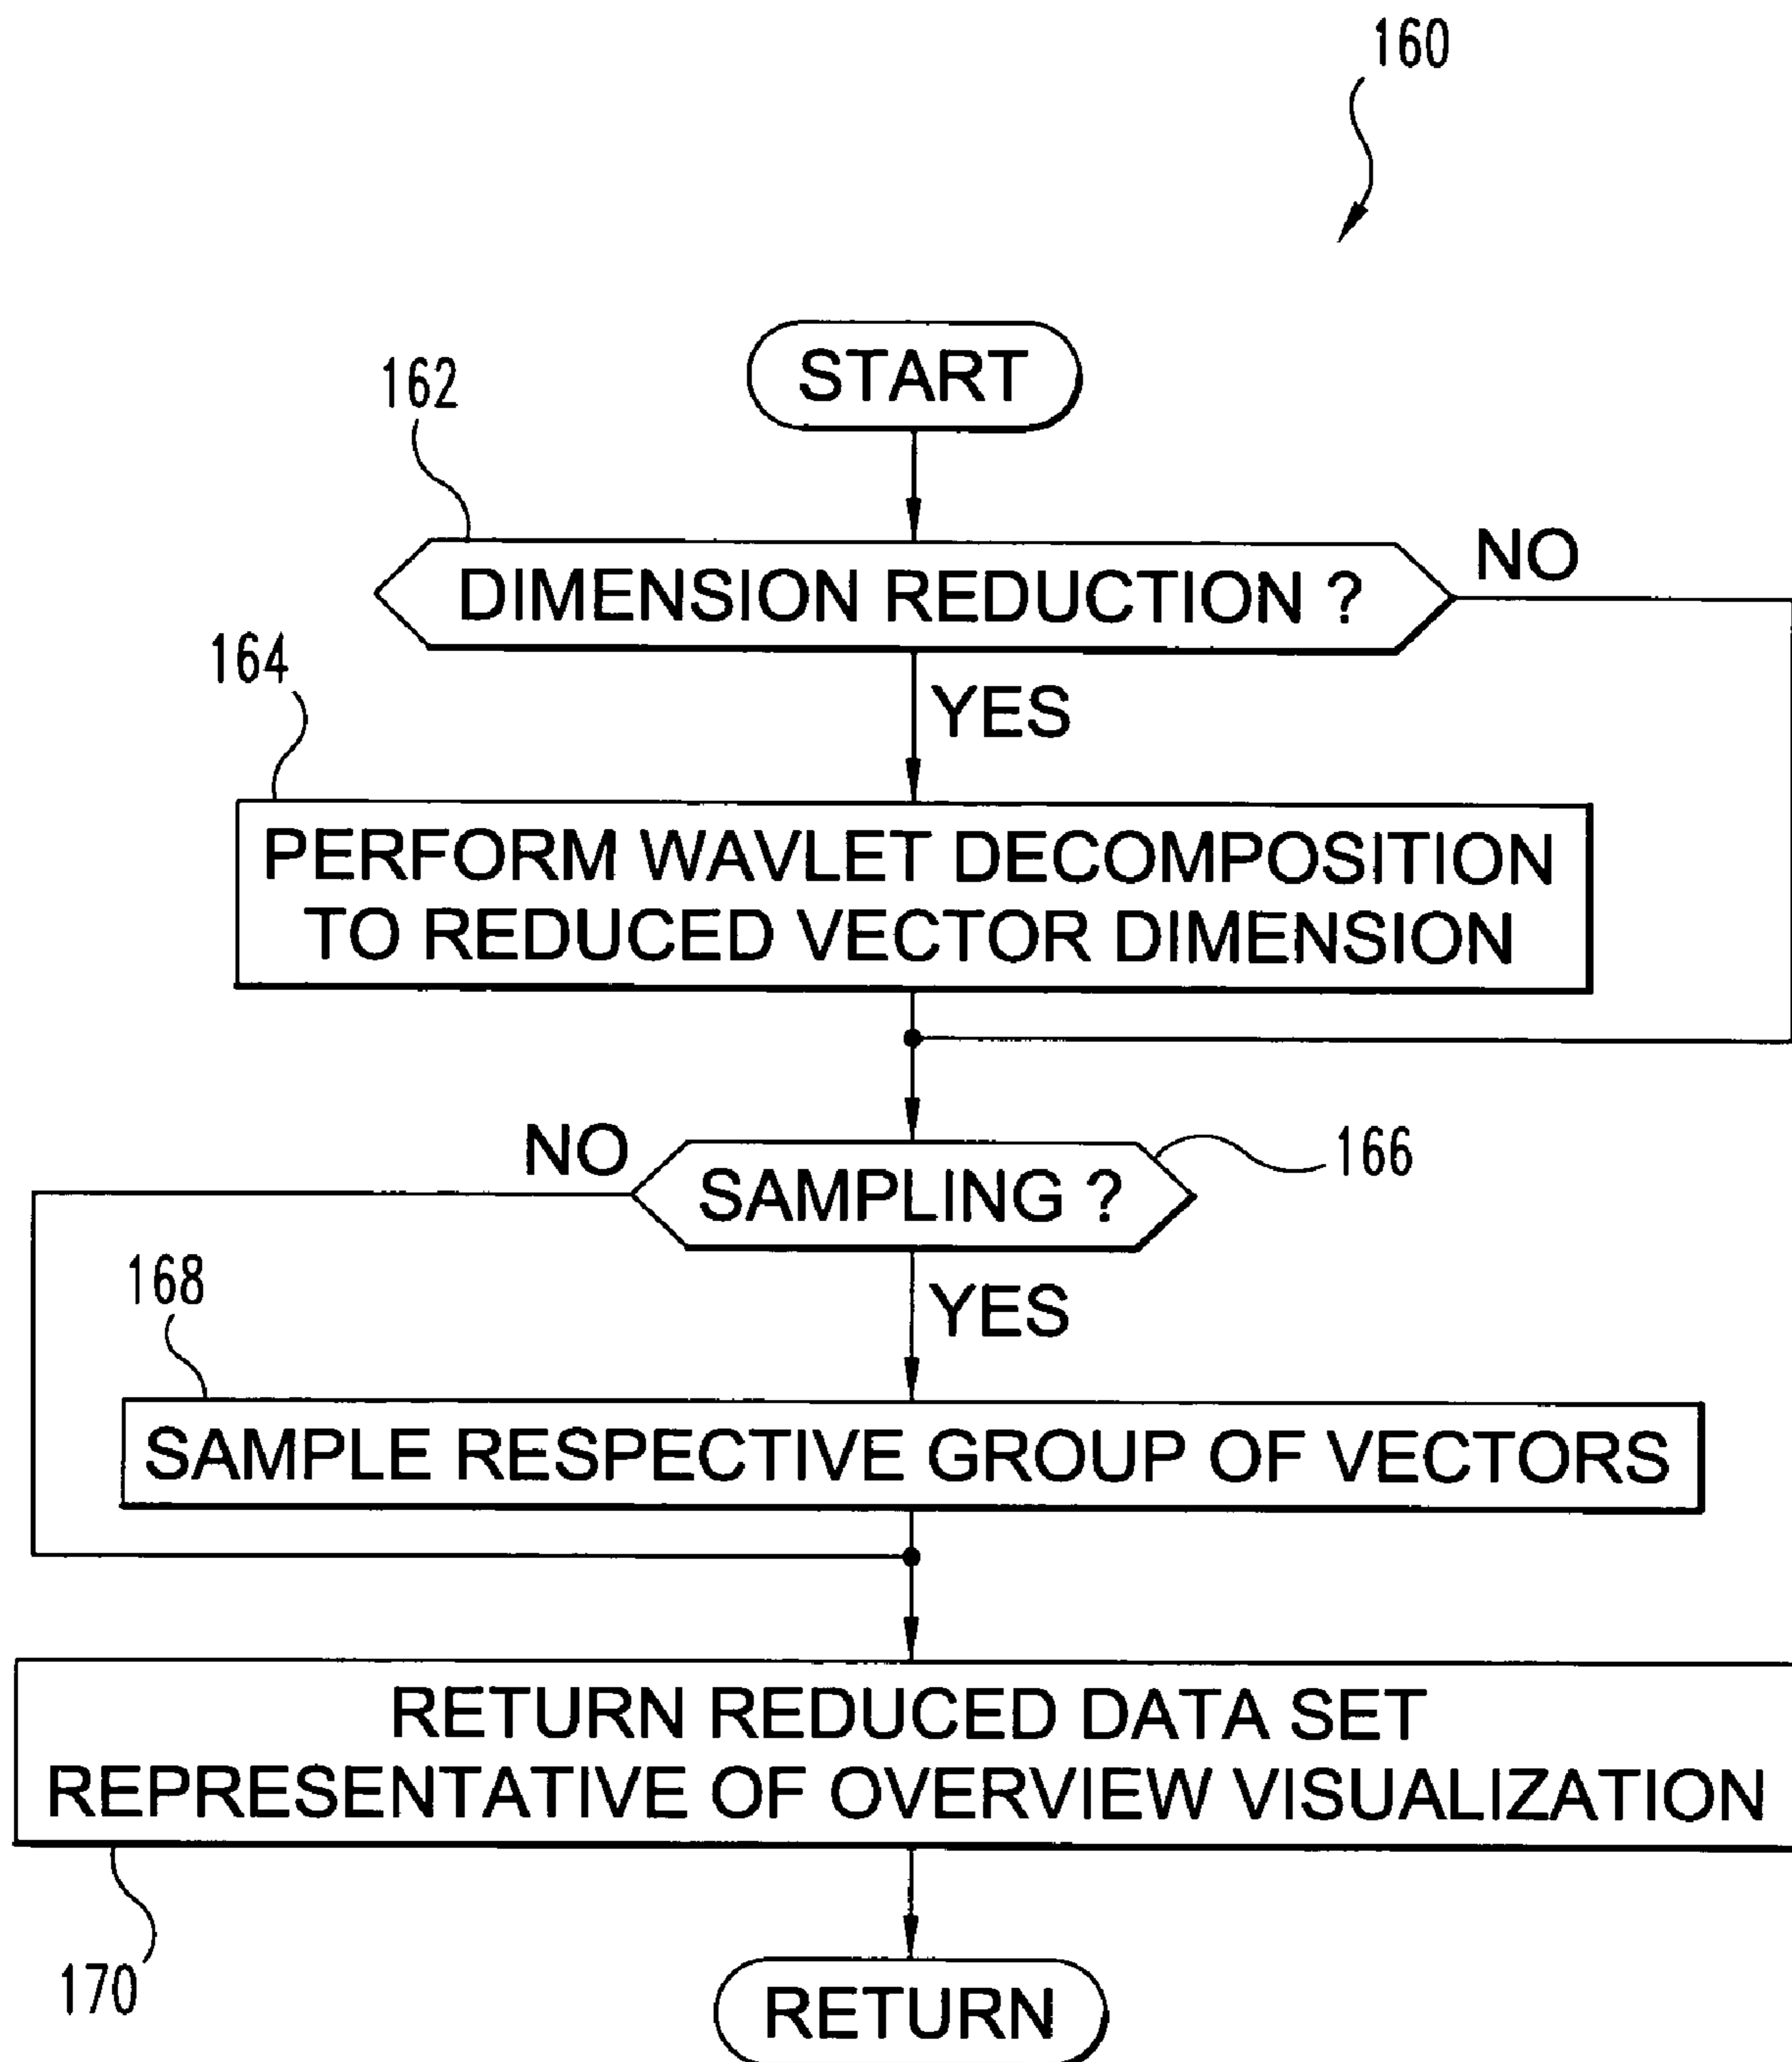 160
START
162
DIMENSION REDUCTION ?
NO
164
YES
PERFORM WAVLET DECOMPOSITION
TO REDUCED VECTOR DIMENSION
NO
SAMPLING ?
166
168
YES
SAMPLE RESPECTIVE GROUP OF VECTORS
RETURN REDUCED DATA SET
REPRESENTATIVE OF OVERVIEW VISUALIZATION
170
RETURN